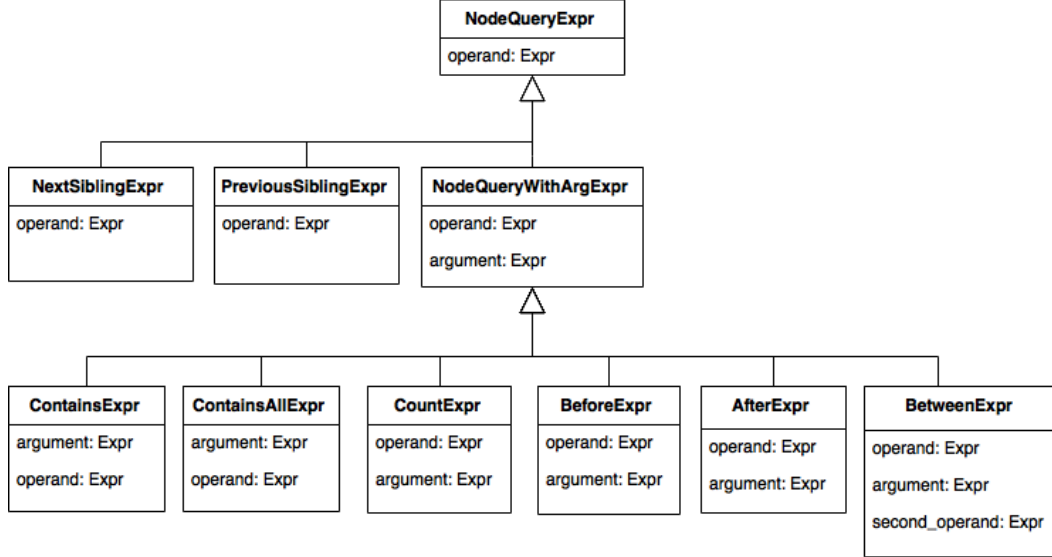 NodeQueryExpr
operand: Expr
NextSiblingExpr
operand: Expr
PreviousSiblingExpr
operand: Expr
NodeQueryWithArgExpr
operand: Expr
argument: Expr
ContainsExpr
argument: Expr
operand: Expr
ContainsAllExpr
argument: Expr
operand: Expr
CountExpr
operand: Expr
argument: Expr
BeforeExpr
operand: Expr
argument: Expr
AfterExpr
operand: Expr
argument: Expr
BetweenExpr
operand: Expr
argument: Expr
second_operand: Expr